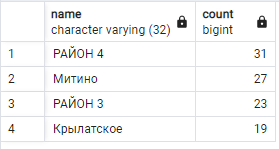 name count
character varying (32) bigint
1 РАЙОН 4 31
2 Митино 27
3 РАЙОН 3 23
4 Крылатское 19